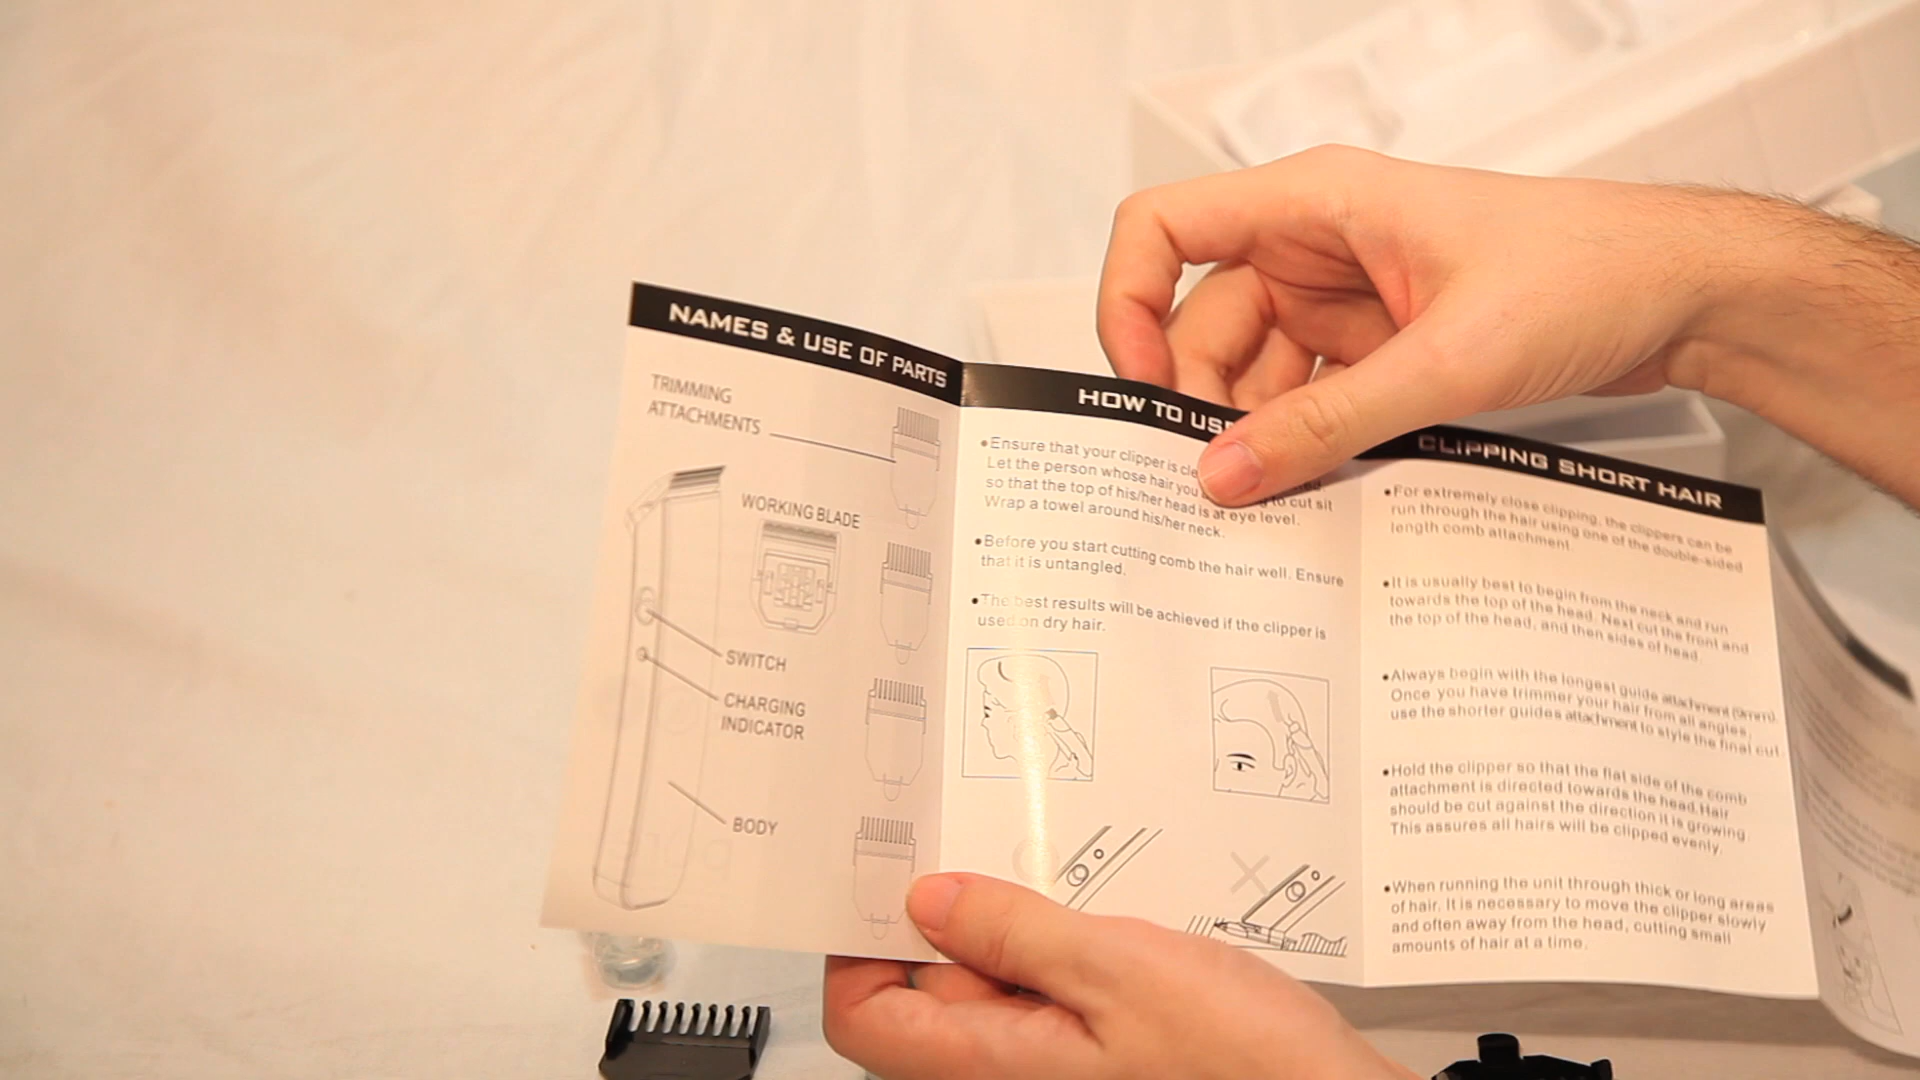 NAMES & USE OF PARTS
TRIMMING
ATTACHMENTS
WORKING BLADE
SWITCH
CHARGING
INDICATOR
BODY
HOW TO USE
•Ensure that your clipper is
Let the person whose hair you to cut sit
so that the top of his/her head is at eye level.
Wrap a towel around his/her neck.
•Before you start cutting comb the hair well. Ensure
that it is untangled.
•The best results will be achieved if the clipper is
used on dry hair.
CLIPPING SHORT HAIR
•For extremely close clipping, the clippers can be
run through the hair using one of the double-sided
length comb attachment.
•It is usually best to begin from the neck and run
towards the top of the head. Next cut the front and
the top of the head, and then sides of head.
•Always begin with the longest guide attachment (9mm).
Once you have trimmer your hair from all angles,
use the shorter guides attachment to style the final cut.
•Hold the clipper so that the flat side of the comb
attachment is directed towards the head. Hair
should be cut against the direction it is growing.
This assures all hairs will be clipped evenly.
•When running the unit through thick or long areas
of hair. It is necessary to move the clipper slowly
and often away from the head, cutting small
amounts of hair at a time.